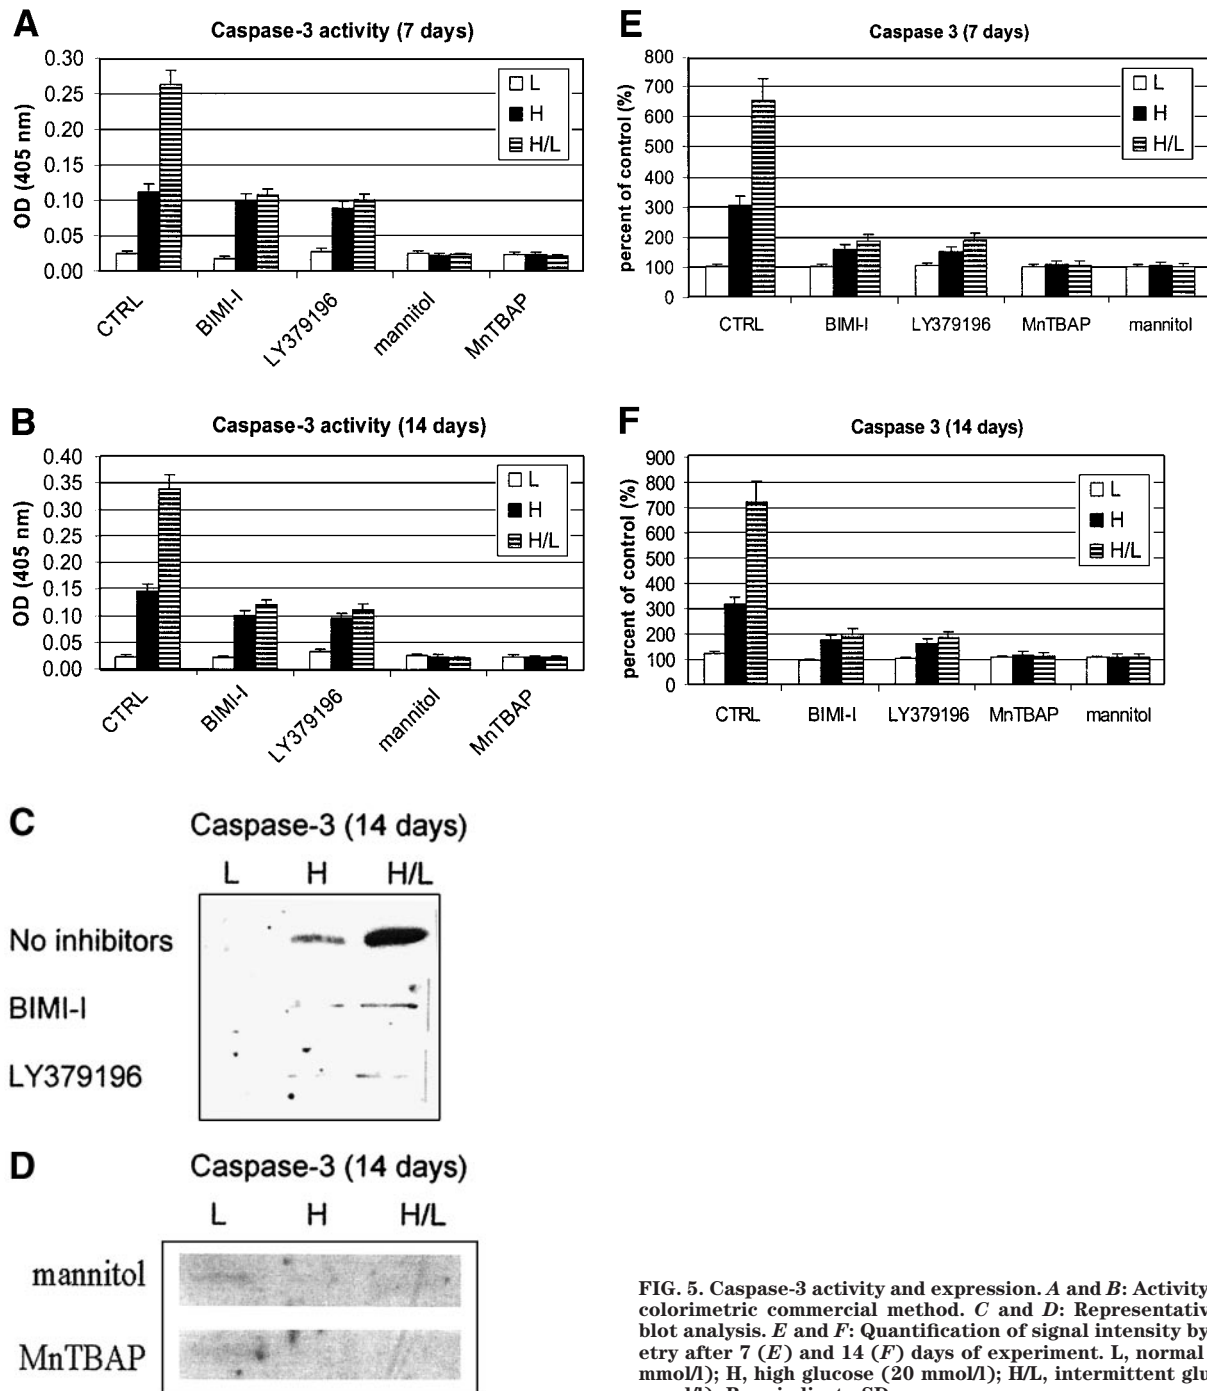 A
Caspase-3 activity (7 days)
OD (405 nm)
0.30
0.25
0.20
0.15
0.10
0.05
0.00
L
H
H/L
CTRL
BIMI-I
LY379196
mannitol
MnTBAP
E
Caspase 3 (7 days)
percent of control (%)
800
700
600
500
400
300
200
100
0
L
H
H/L
CTRL
BIMI-I
LY379196
MnTBAP
mannitol
B
Caspase-3 activity (14 days)
OD (405 nm)
0.40
0.35
0.30
0.25
0.20
0.15
0.10
0.05
0.00
L
H
H/L
CTRL
BIMI-I
LY379196
mannitol
MnTBAP
F
Caspase 3 (14 days)
percent of control (%)
900
800
700
600
500
400
300
200
100
0
L
H
H/L
CTRL
BIMI-I
LY379196
MnTBAP
mannitol
C
Caspase-3 (14 days)
L H H/L
No inhibitors
BIMI-I
LY379196
D
Caspase-3 (14 days)
L H H/L
mannitol
MnTBAP
FIG. 5. Caspase-3 activity and expression. A and B: Activity
colorimetric commercial method. C and D: Representativ
blot analysis. E and F: Quantification of signal intensity by
etry after 7 (E) and 14 (F) days of experiment. L, normal
mmol/l); H, high glucose (20 mmol/l); H/L, intermittent glu